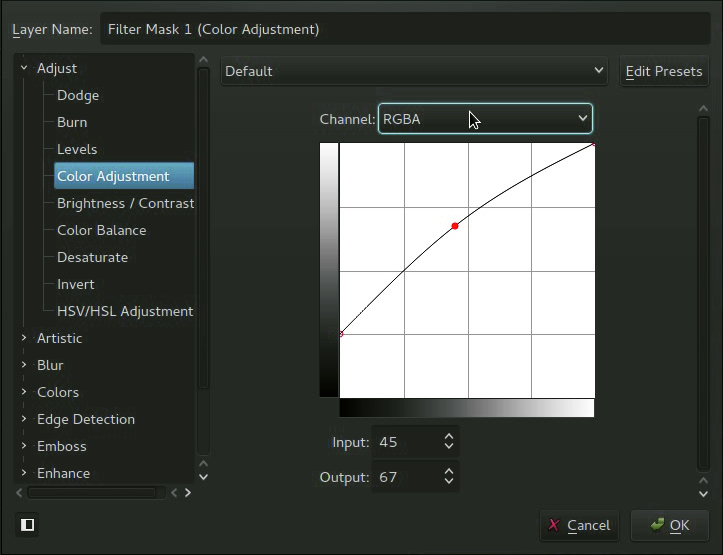 Layer Name: Filter Mask 1 (Color Adjustment)
Adjust
Dodge
Burn
Levels
Color Adjustment
Brightness / Contrast
Color Balance
Desaturate
Invert
HSV/HSL Adjustment
Artistic
Blur
Colors
Edge Detection
Emboss
Enhance
Default
Edit Presets
Channel: RGBA
Input: 45
Output: 67
Cancel
OK